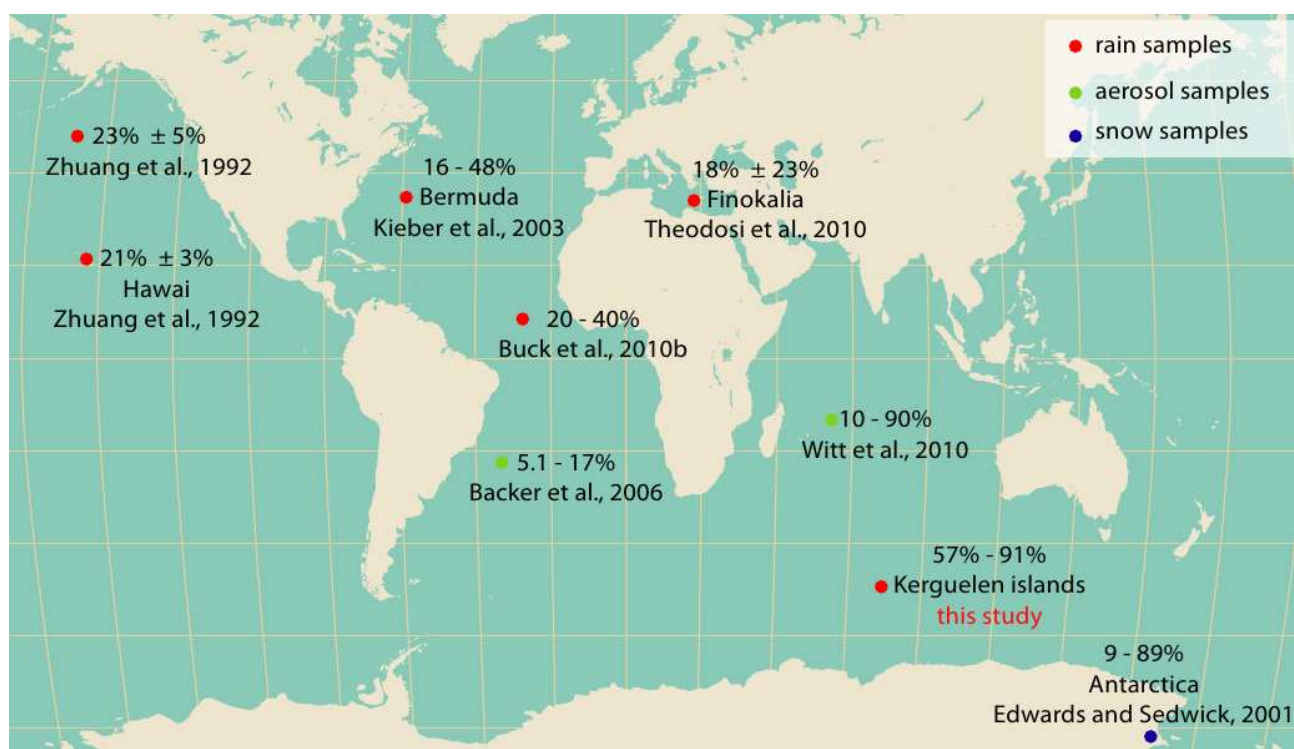 rain samples
aerosol samples
snow samples
23% ± 5%
Zhuang et al., 1992
16 - 48%
Bermuda
Kieber et al., 2003
18% ± 23%
Finokalia
Theodosi et al., 2010
21% ± 3%
Hawai
Zhuang et al., 1992
20 - 40%
Buck et al., 2010b
10 - 90%
Witt et al., 2010
5.1 - 17%
Backer et al., 2006
57% - 91%
Kerguelen islands
this study
9 - 89%
Antarctica
Edwards and Sedwick, 2001